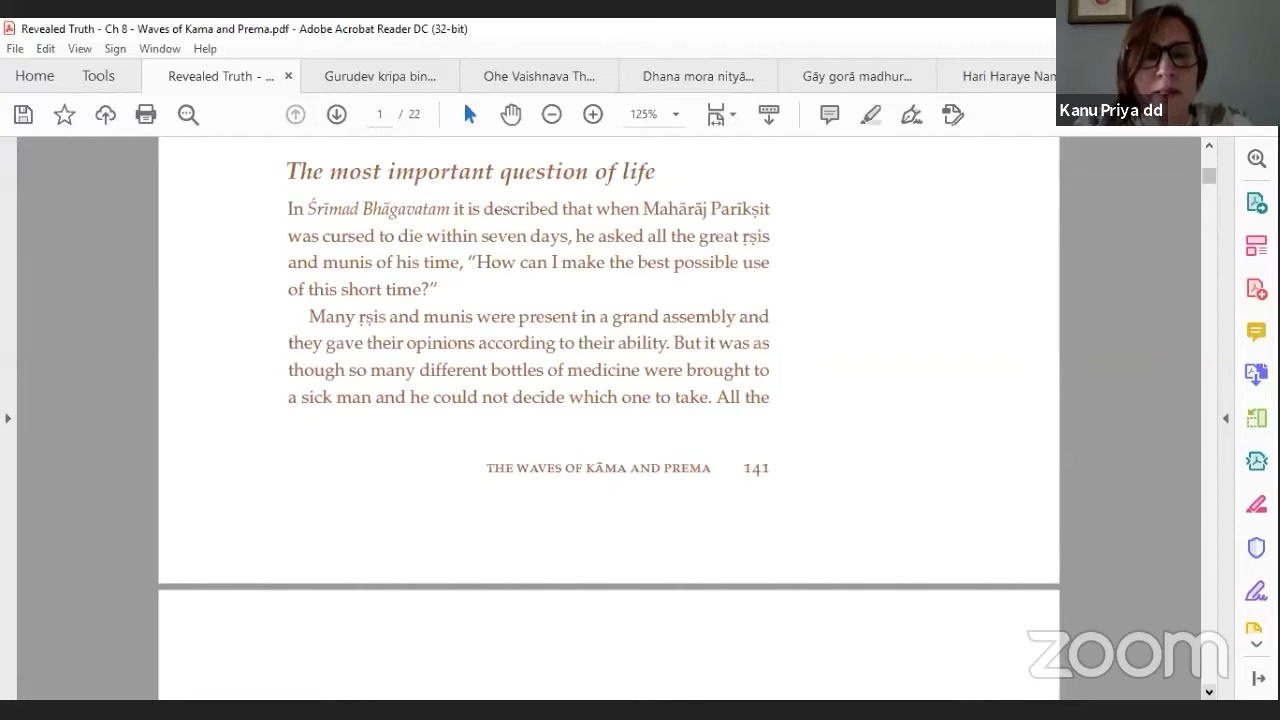 Revealed Truth - Ch 8 - Waves of Kama and Prema.pdf - Adobe Acrobat Reader DC (32-bit)
File Edit View Sign Window Help
Home Tools Revealed Truth - ... × Gurudev kripa bin... Ohe Vaishnava Th... Dhana mora nityā... Gāy gorā madhur... Hari Haraye Nam
Kanu Priya dd
1 / 22 125%
The most important question of life
In Śrīmad Bhāgavatam it is described that when Mahārāj Parīkṣit
was cursed to die within seven days, he asked all the great ṛṣis
and munis of his time, “How can I make the best possible use
of this short time?”
Many ṛṣis and munis were present in a grand assembly and
they gave their opinions according to their ability. But it was as
though so many different bottles of medicine were brought to
a sick man and he could not decide which one to take. All the
THE WAVES OF KĀMA AND PREMA 141
zoom